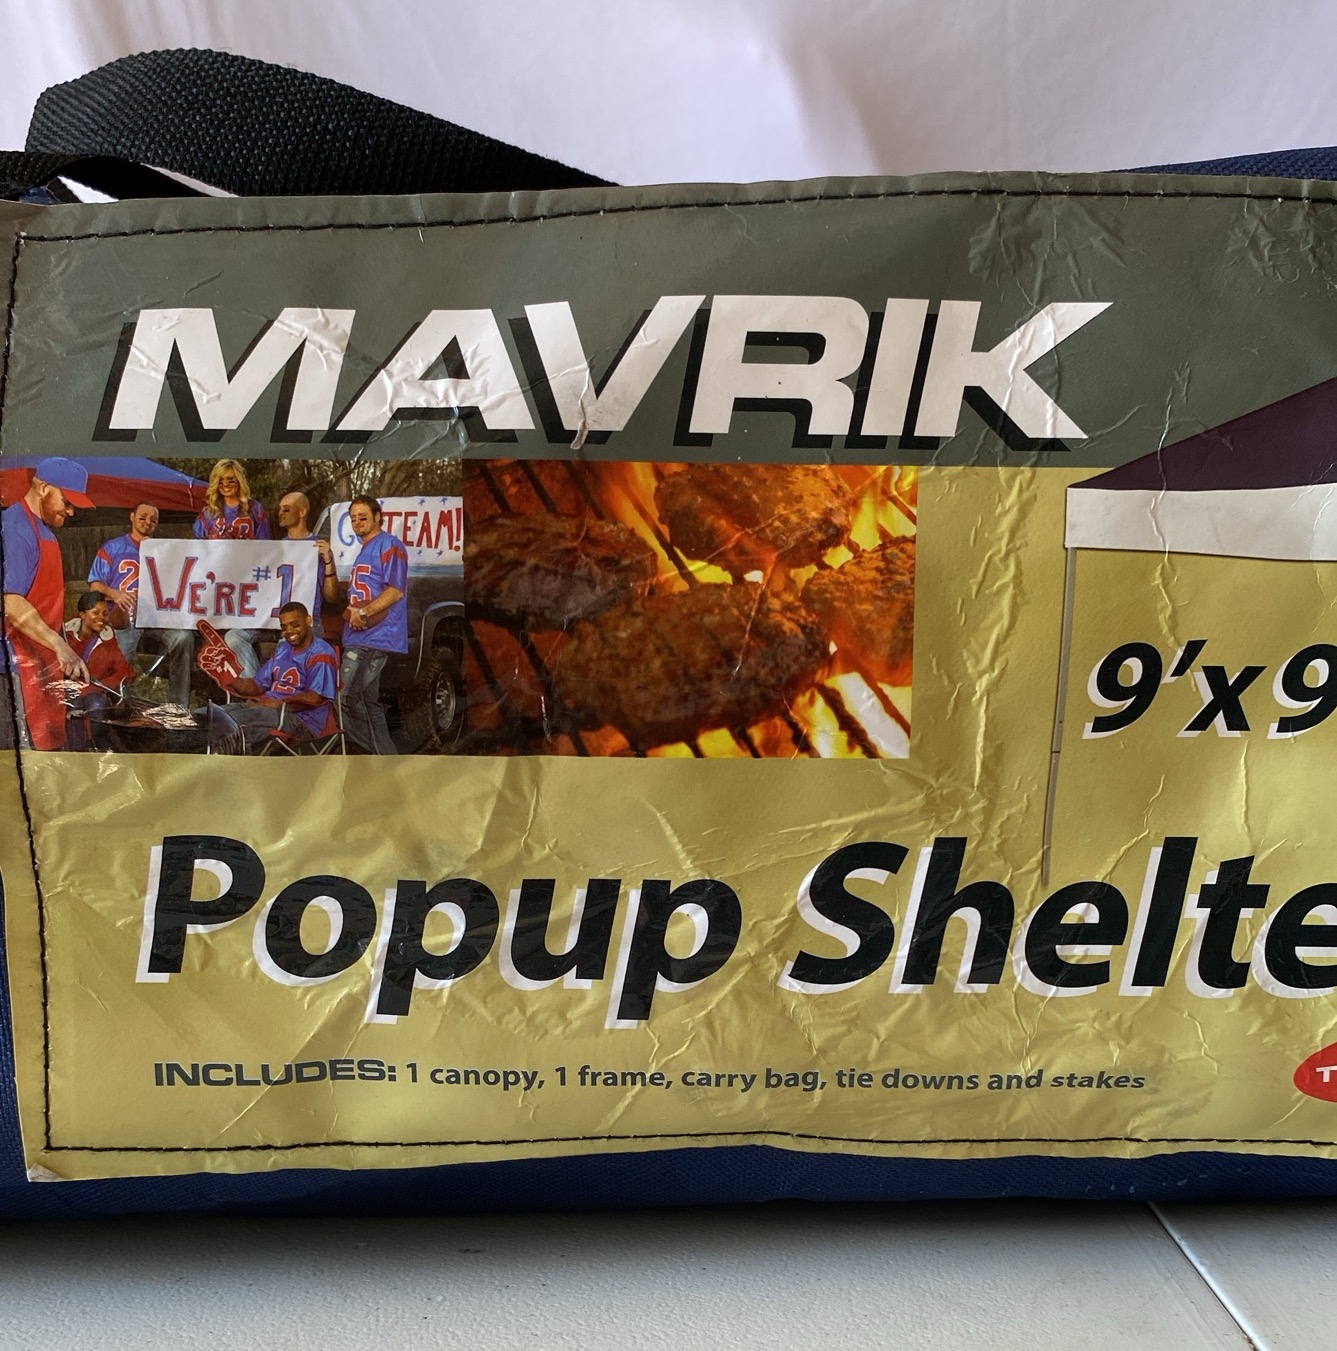 MAVRIK
WE'RE #1
GO TEAM!
9'x9
Popup Shelte
INCLUDES: 1 canopy, 1 frame, carry bag, tie downs and stakes